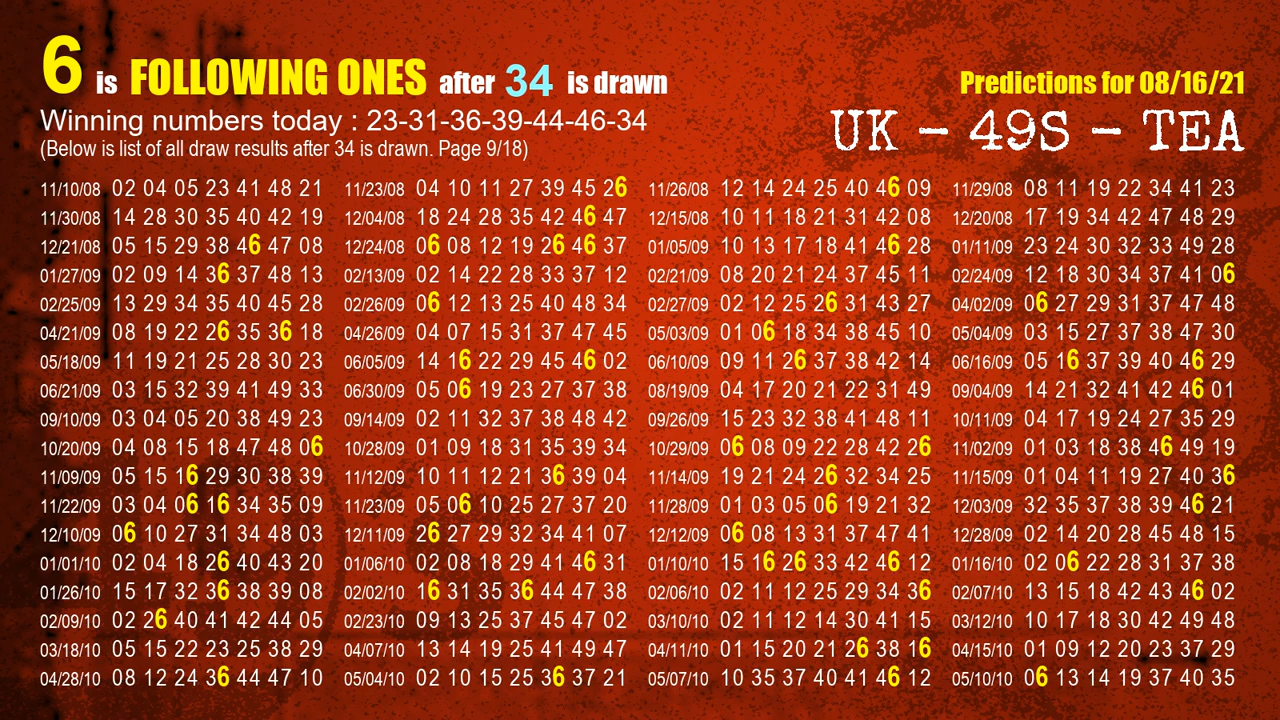 6 is FOLLOWING ONES after 34 is drawn
Predictions for 08/16/21
Winning numbers today : 23-31-36-39-44-46-34
UK - 49S - TEA
(Below is list of all draw results after 34 is drawn. Page 9/18)
11/10/08 02 04 05 23 41 48 21 11/23/08 04 10 11 27 39 45 26 11/26/08 12 14 24 25 40 46 09 11/29/08 08 11 19 22 34 41 23
11/30/08 14 28 30 35 40 42 19 12/04/08 18 24 28 35 42 46 47 12/15/08 10 11 18 21 31 42 08 12/20/08 17 19 34 42 47 48 29
12/21/08 05 15 29 38 46 47 08 12/24/08 06 08 12 19 26 46 37 01/05/09 10 13 17 18 41 46 28 01/11/09 23 24 30 32 33 49 28
01/27/09 02 09 14 36 37 48 13 02/13/09 02 14 22 28 33 37 12 02/21/09 08 20 21 24 37 45 11 02/24/09 12 18 30 34 37 41 06
02/25/09 13 29 34 35 40 45 28 02/26/09 06 12 13 25 40 48 34 02/27/09 02 12 25 26 31 43 27 04/02/09 06 27 29 31 37 47 48
04/21/09 08 19 22 26 35 36 18 04/26/09 04 07 15 31 37 47 45 05/03/09 01 06 18 34 38 45 10 05/04/09 03 15 27 37 38 47 30
05/18/09 11 19 21 25 28 30 23 06/05/09 14 16 22 29 45 46 02 06/10/09 09 11 26 37 38 42 14 06/16/09 05 16 37 39 40 46 29
06/21/09 03 15 32 39 41 49 33 06/30/09 05 06 19 23 27 37 38 08/19/09 04 17 20 21 22 31 49 09/04/09 14 21 32 41 42 46 01
09/10/09 03 04 05 20 38 49 23 09/14/09 02 11 32 37 38 48 42 09/26/09 15 23 32 38 41 48 11 10/11/09 04 17 19 24 27 35 29
10/20/09 04 08 15 18 47 48 06 10/28/09 01 09 18 31 35 39 34 10/29/09 06 08 09 22 28 42 26 11/02/09 01 03 18 38 46 49 19
11/09/09 05 15 16 29 30 38 39 11/12/09 10 11 12 21 36 39 04 11/14/09 19 21 24 26 32 34 25 11/15/09 01 04 11 19 27 40 36
11/22/09 03 04 06 16 34 35 09 11/23/09 05 06 10 25 27 37 20 11/28/09 01 03 05 06 19 21 32 12/03/09 32 35 37 38 39 46 21
12/10/09 06 10 27 31 34 48 03 12/11/09 26 27 29 32 34 41 07 12/12/09 06 08 13 31 37 47 41 12/28/09 02 14 20 28 45 48 15
01/01/10 02 04 18 26 40 43 20 01/06/10 02 08 18 29 41 46 31 01/10/10 15 16 26 33 42 46 12 01/16/10 02 06 22 28 31 37 38
01/26/10 15 17 32 36 38 39 08 02/02/10 16 31 35 36 44 47 38 02/06/10 02 11 12 25 29 34 36 02/07/10 13 15 18 42 43 46 02
02/09/10 02 26 40 41 42 44 05 02/23/10 09 13 25 37 45 47 02 03/10/10 02 11 12 14 30 41 15 03/12/10 10 17 18 30 42 49 48
03/18/10 05 15 22 23 25 38 29 04/07/10 13 14 19 25 41 49 47 04/11/10 01 15 20 21 26 38 16 04/15/10 01 09 12 20 23 37 29
04/28/10 08 12 24 36 44 47 10 05/04/10 02 10 15 25 36 37 21 05/07/10 10 35 37 40 41 46 12 05/10/10 06 13 14 19 37 40 35